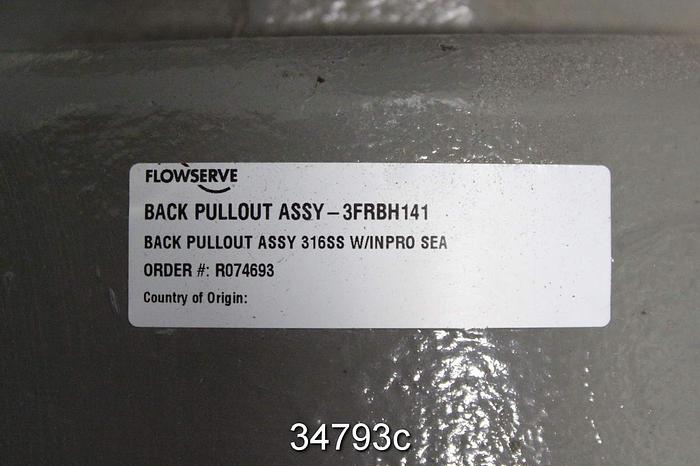 FLOWSERVE
BACK PULLOUT ASSY-3FRBH141
BACK PULLOUT ASSY 316SS W/INPRO SEA
ORDER #: R074693
Country of Origin:
34793c